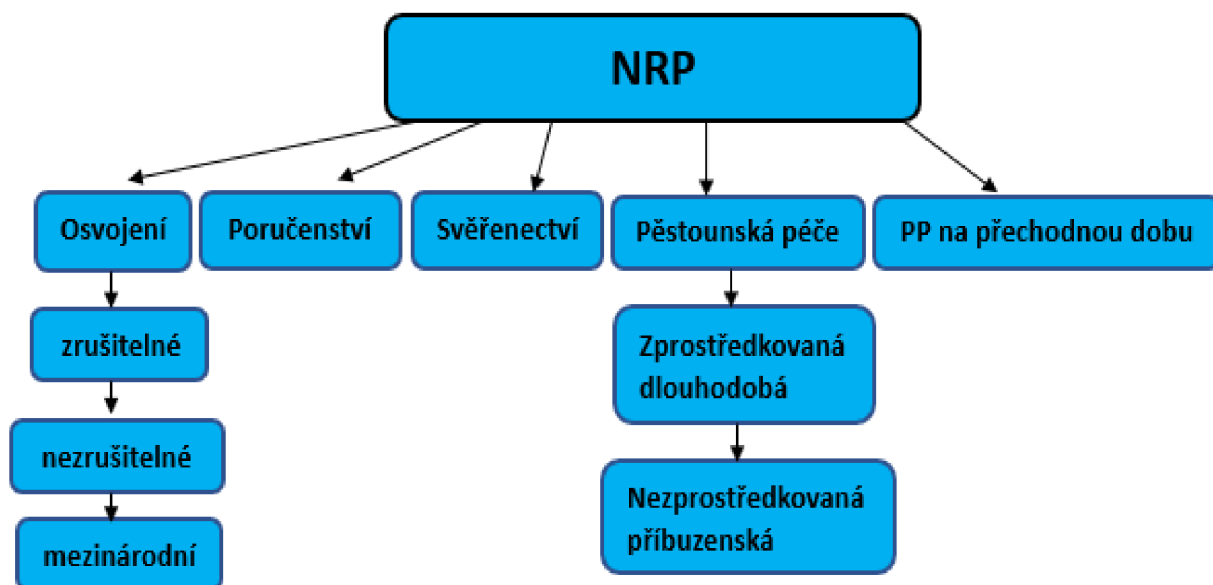 NRP
Osvojení
Poručenství
Svěřenectví
Pěstounská péče
PP na přechodnou dobu
zrušitelné
nezrušitelné
mezinárodní
Zprostředkovaná
dlouhodobá
Nezprostředkovaná
příbuzenská